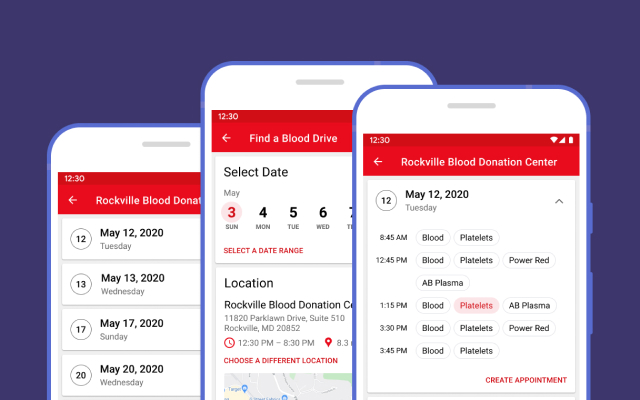 12:30
Rockville Blood Donat
12
May 12, 2020
Tuesday
13
May 13, 2020
Wednesday
17
May 17, 2020
Sunday
20
May 20, 2020
Wednesday
12:30
Find a Blood Drive
Select Date
May
3 4 5 6 7
SUN MON TUE WED THU
SELECT A DATE RANGE
Location
Rockville Blood Donation Ce
11820 Parklawn Drive, Suite 510
Rockville, MD 20852
12:30 PM – 8:30 PM 8.3
CHOOSE A DIFFERENT LOCATION
Target
12:30
Rockville Blood Donation Center
12
May 12, 2020
Tuesday
8:45 AM Blood Platelets
12:45 PM Blood Platelets Power Red
AB Plasma
1:15 PM Blood Platelets AB Plasma
3:30 PM Blood Platelets Power Red
3:45 PM Blood Platelets
CREATE APPOINTMENT